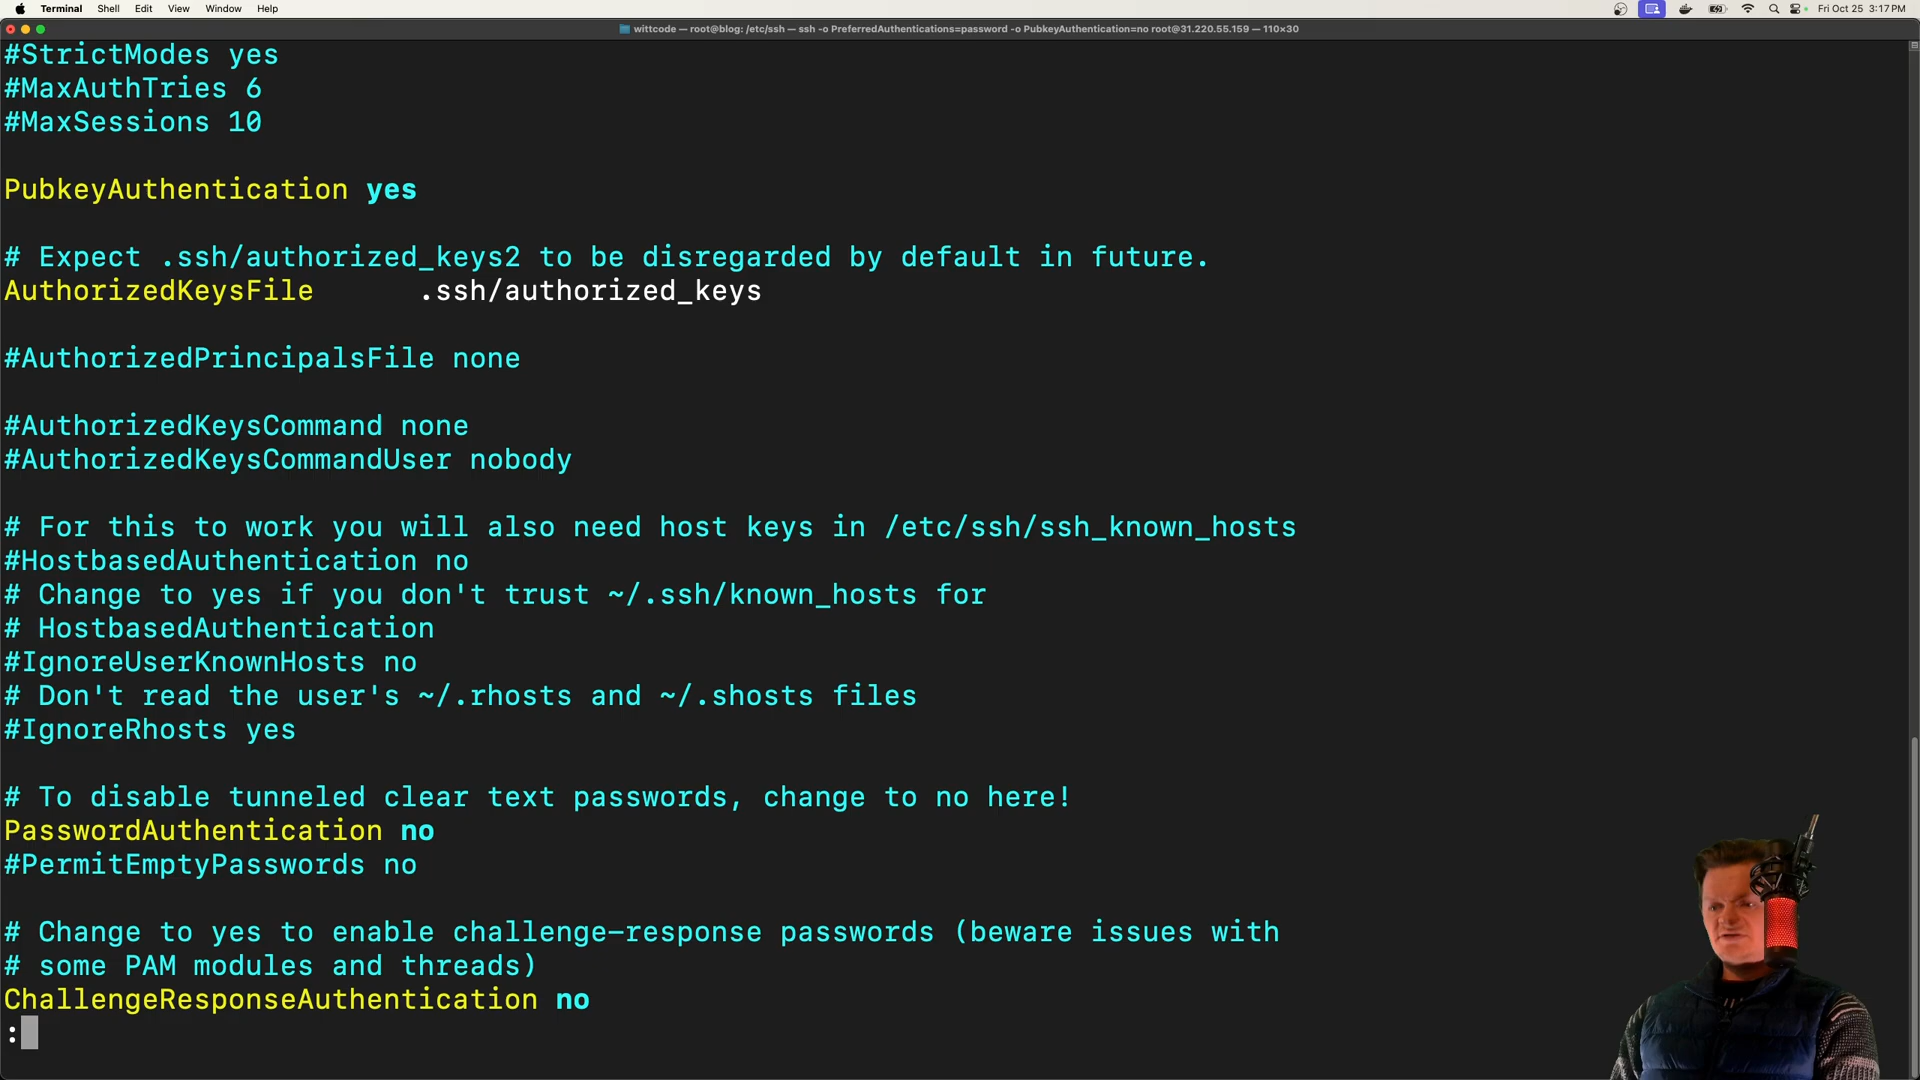 Terminal Shell Edit View Window Help Fri Oct 25 3:17 PM
wittcode — root@blog: /etc/ssh — ssh -o PreferredAuthentications=password -o PubkeyAuthentication=no root@31.220.55.159 — 110×30
#StrictModes yes
#MaxAuthTries 6
#MaxSessions 10
PubkeyAuthentication yes
# Expect .ssh/authorized_keys2 to be disregarded by default in future.
AuthorizedKeysFile .ssh/authorized_keys
#AuthorizedPrincipalsFile none
#AuthorizedKeysCommand none
#AuthorizedKeysCommandUser nobody
# For this to work you will also need host keys in /etc/ssh/ssh_known_hosts
#HostbasedAuthentication no
# Change to yes if you don't trust ~/.ssh/known_hosts for
# HostbasedAuthentication
#IgnoreUserKnownHosts no
# Don't read the user's ~/.rhosts and ~/.shosts files
#IgnoreRhosts yes
# To disable tunneled clear text passwords, change to no here!
PasswordAuthentication no
#PermitEmptyPasswords no
# Change to yes to enable challenge-response passwords (beware issues with
# some PAM modules and threads)
ChallengeResponseAuthentication no
: